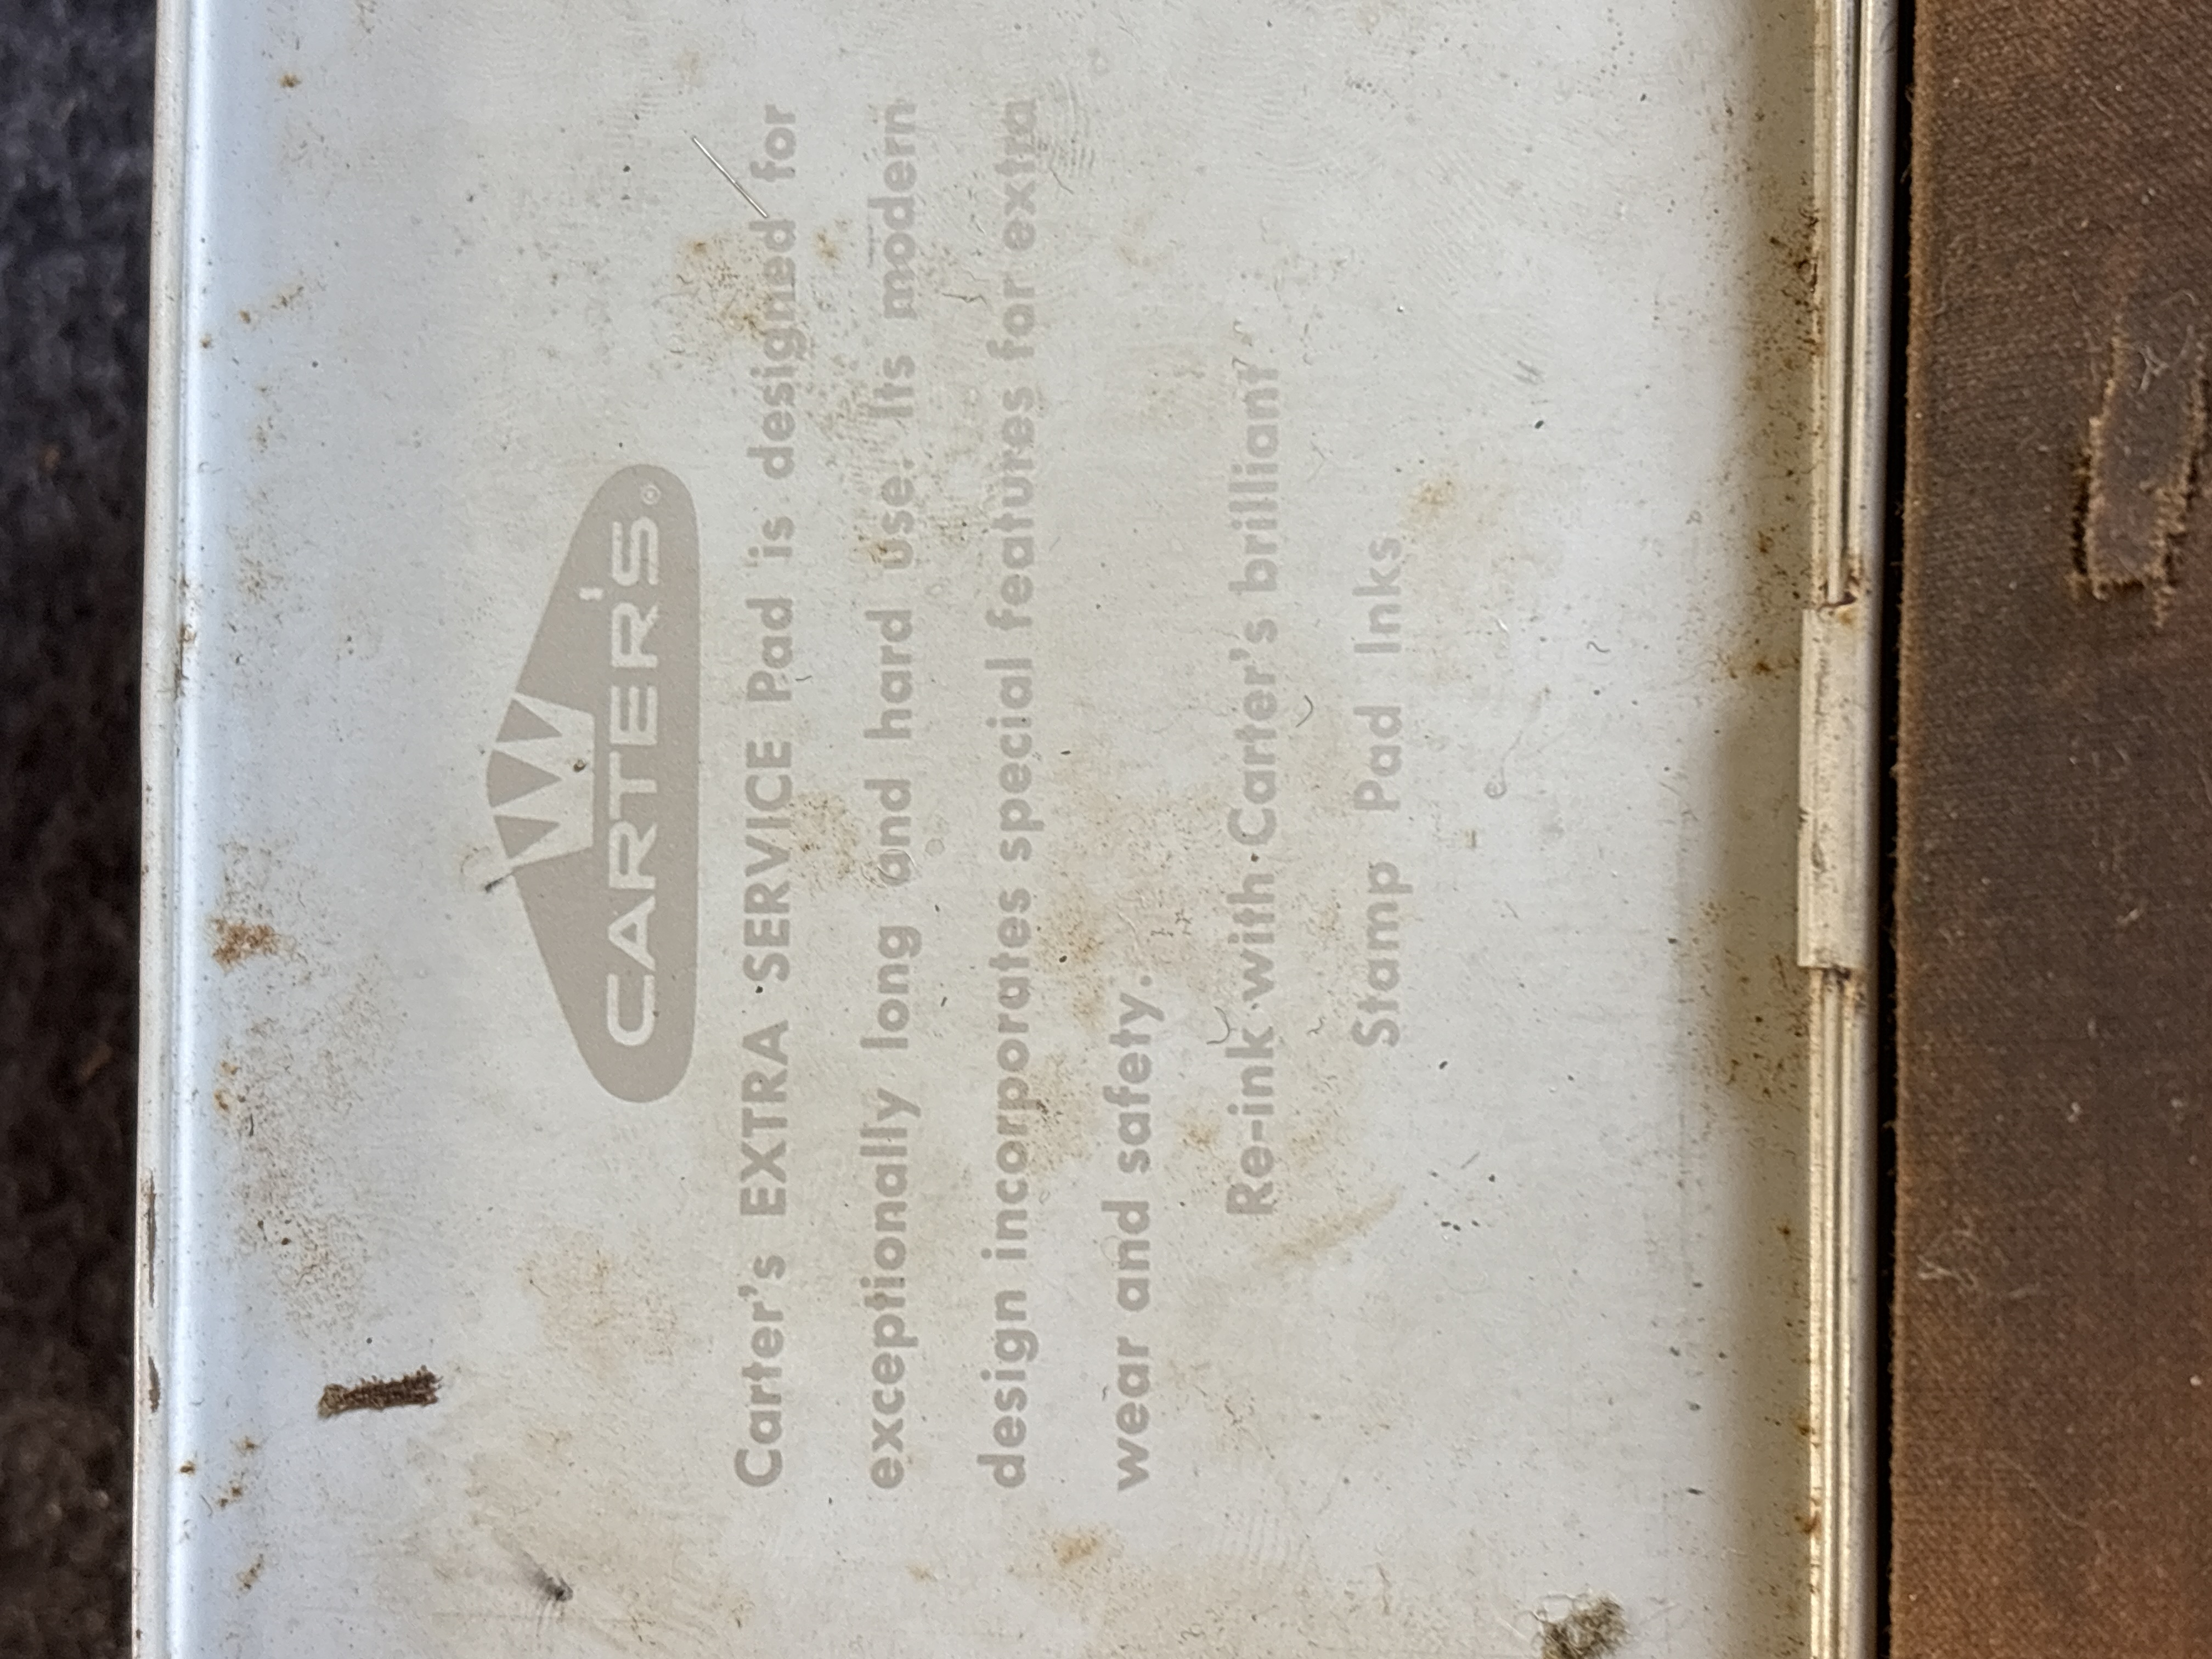 CARTER'S®
Carter's EXTRA SERVICE Pad is designed for
exceptionally long and hard use. Its modern
design incorporates special features for extra
wear and safety.
Re-ink with Carter's brilliant
Stamp Pad Inks